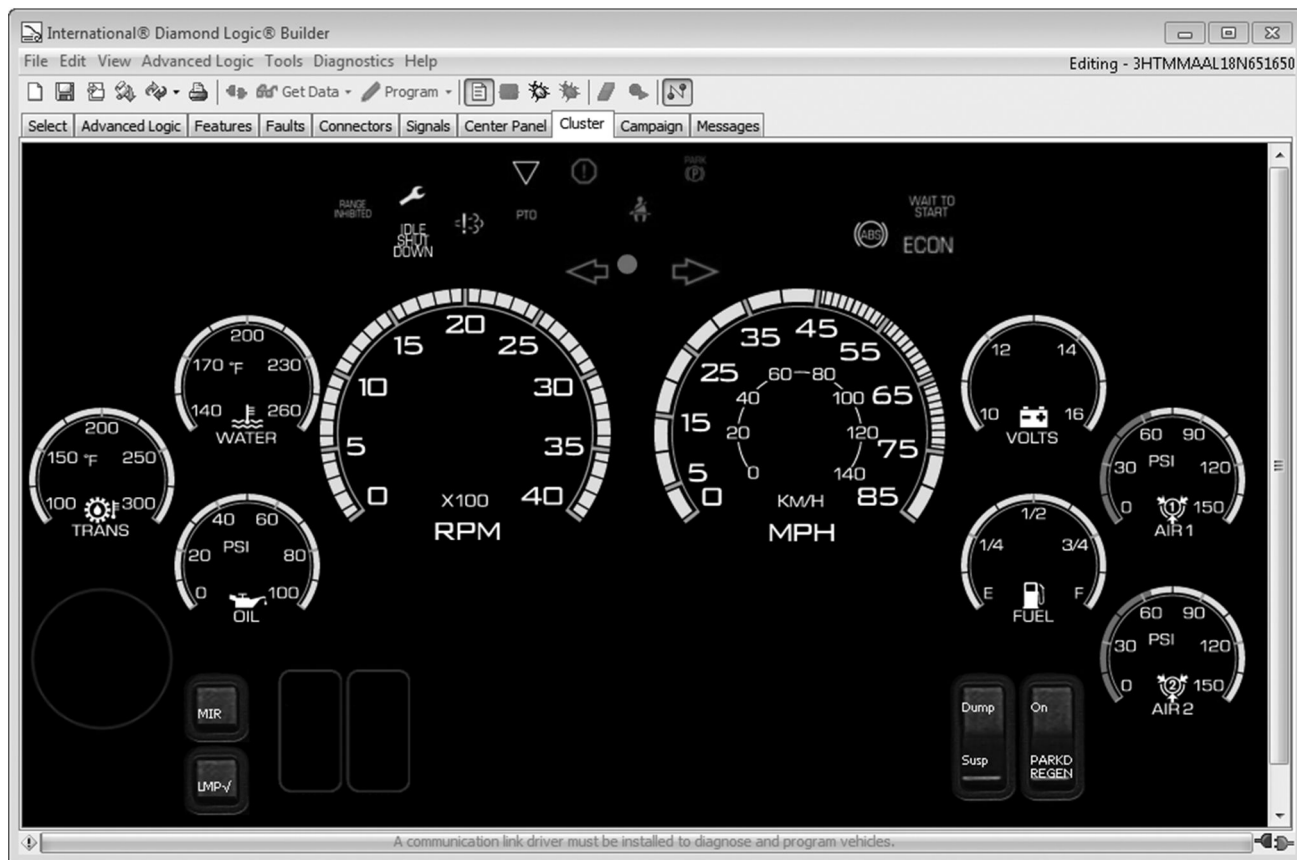 International® Diamond Logic® Builder
File Edit View Advanced Logic Tools Diagnostics Help
Editing - 3HTMMAAL18N651650
Get Data Program
Select Advanced Logic Features Faults Connectors Signals Center Panel Cluster Campaign Messages
PARK
(P)
RANGE
INHIBITED
IDLE
SHUT
DOWN
PTO
WAIT TO
START
ABS
ECON
200
170 °F 230
140 260
WATER
200
150 °F 250
100 300
TRANS
40 60
20 PSI 80
0 100
OIL
20
15 25
10 30
5 35
0 X100 40
RPM
45
35 55
25 65
15 75
5
0 85
60 80
40 100
20 120
0 140
KM/H
MPH
12 14
10 16
VOLTS
1/2
1/4 3/4
E F
FUEL
60 90
30 PSI 120
0 1 150
AIR 1
60 90
30 PSI 120
0 2 150
AIR 2
MIR
LMP√
Dump
Susp
On
PARKD
REGEN
A communication link driver must be installed to diagnose and program vehicles.